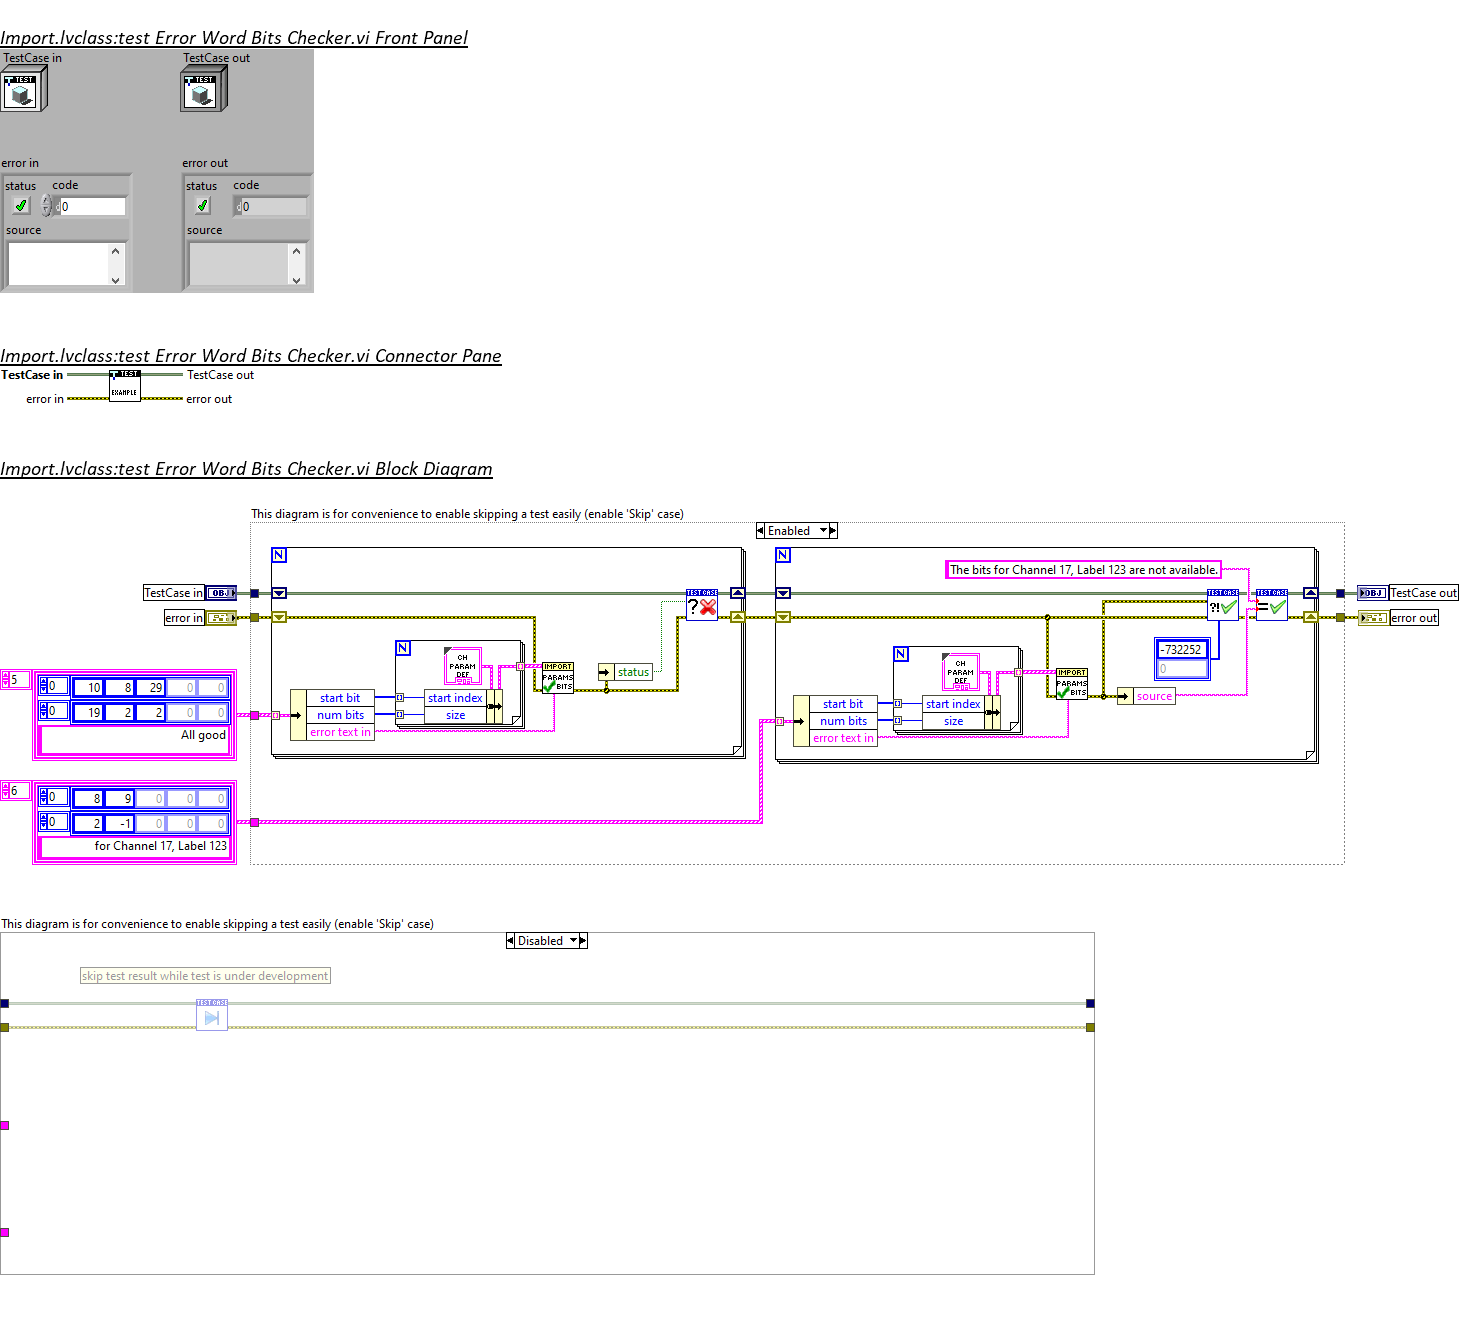 Import.lvclass:test Error Word Bits Checker.vi Front Panel
TestCase in
TestCase out
TEST
TEST
error in
error out
status code
status code
0
0
source
source
Import.lvclass:test Error Word Bits Checker.vi Connector Pane
TestCase in
TEST
EXAMPLE
TestCase out
error in
error out
Import.lvclass:test Error Word Bits Checker.vi Block Diagram
This diagram is for convenience to enable skipping a test easily (enable 'Skip' case)
Enabled
N
N
The bits for Channel 17, Label 123 are not available.
TestCase in
OBJ
TEST CASE
?
TEST CASE
?!
TEST CASE
=
OBJ
TestCase out
error in
error out
N
CH
PARAM
DEF
IMPORT
PARAMS
BITS
status
start bit
num bits
error text in
start index
size
N
CH
PARAM
DEF
IMPORT
PARAMS
BITS
source
start bit
num bits
error text in
start index
size
-732252
0
5
0 10 8 29 0 0
0 19 2 2 0 0
All good
6
0 8 9 0 0 0
0 2 -1 0 0 0
for Channel 17, Label 123
This diagram is for convenience to enable skipping a test easily (enable 'Skip' case)
Disabled
skip test result while test is under development
TEST CASE